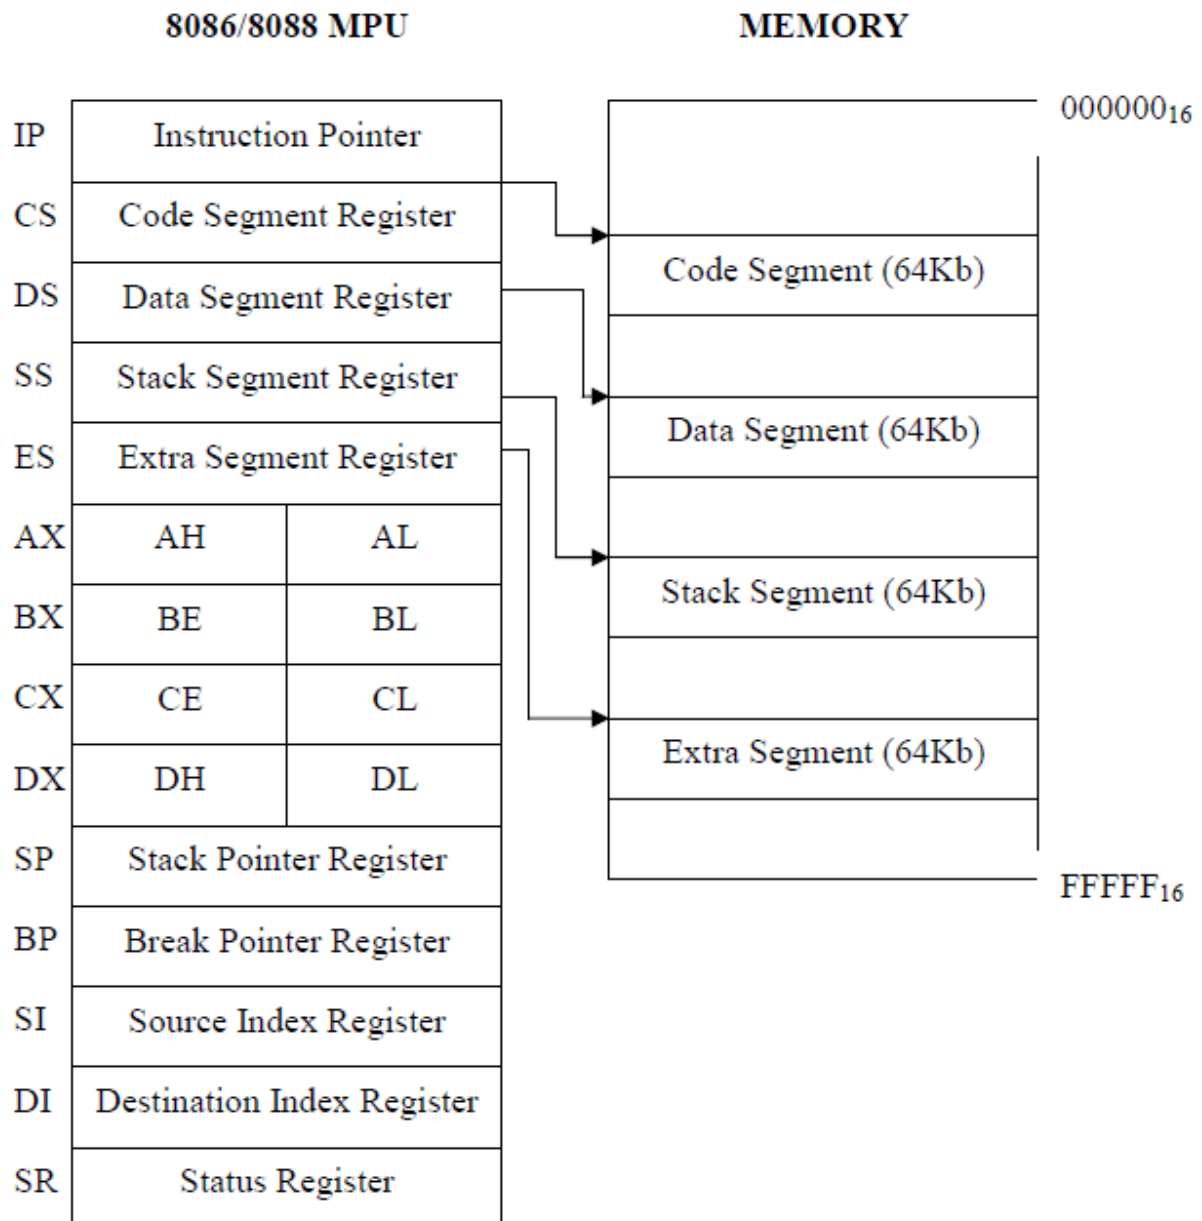 8086/8088 MPU MEMORY
000000₁₆
IP Instruction Pointer
CS Code Segment Register
Code Segment (64Kb)
DS Data Segment Register
SS Stack Segment Register
Data Segment (64Kb)
ES Extra Segment Register
AX AH AL
Stack Segment (64Kb)
BX BE BL
CX CE CL
Extra Segment (64Kb)
DX DH DL
SP Stack Pointer Register
FFFFF₁₆
BP Break Pointer Register
SI Source Index Register
DI Destination Index Register
SR Status Register